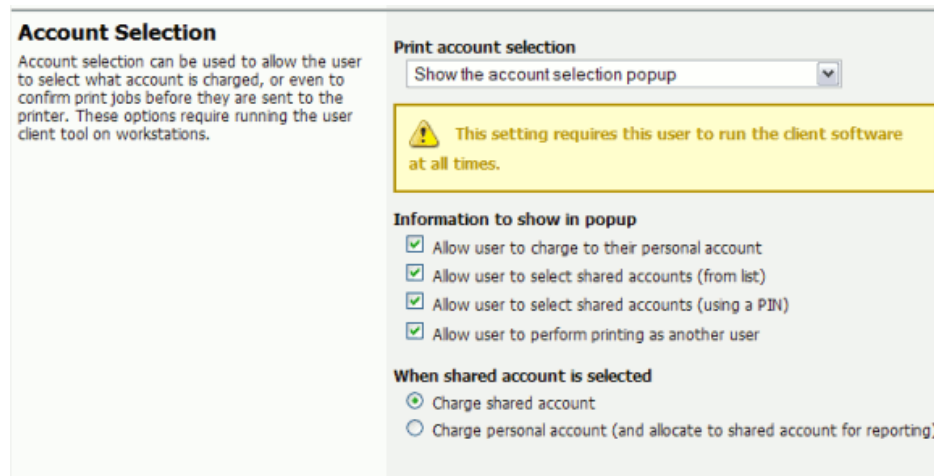 Account Selection
Account selection can be used to allow the user
to select what account is charged, or even to
confirm print jobs before they are sent to the
printer. These options require running the user
client tool on workstations.
Print account selection
Show the account selection popup
This setting requires this user to run the client software
at all times.
Information to show in popup
Allow user to charge to their personal account
Allow user to select shared accounts (from list)
Allow user to select shared accounts (using a PIN)
Allow user to perform printing as another user
When shared account is selected
Charge shared account
Charge personal account (and allocate to shared account for reporting)